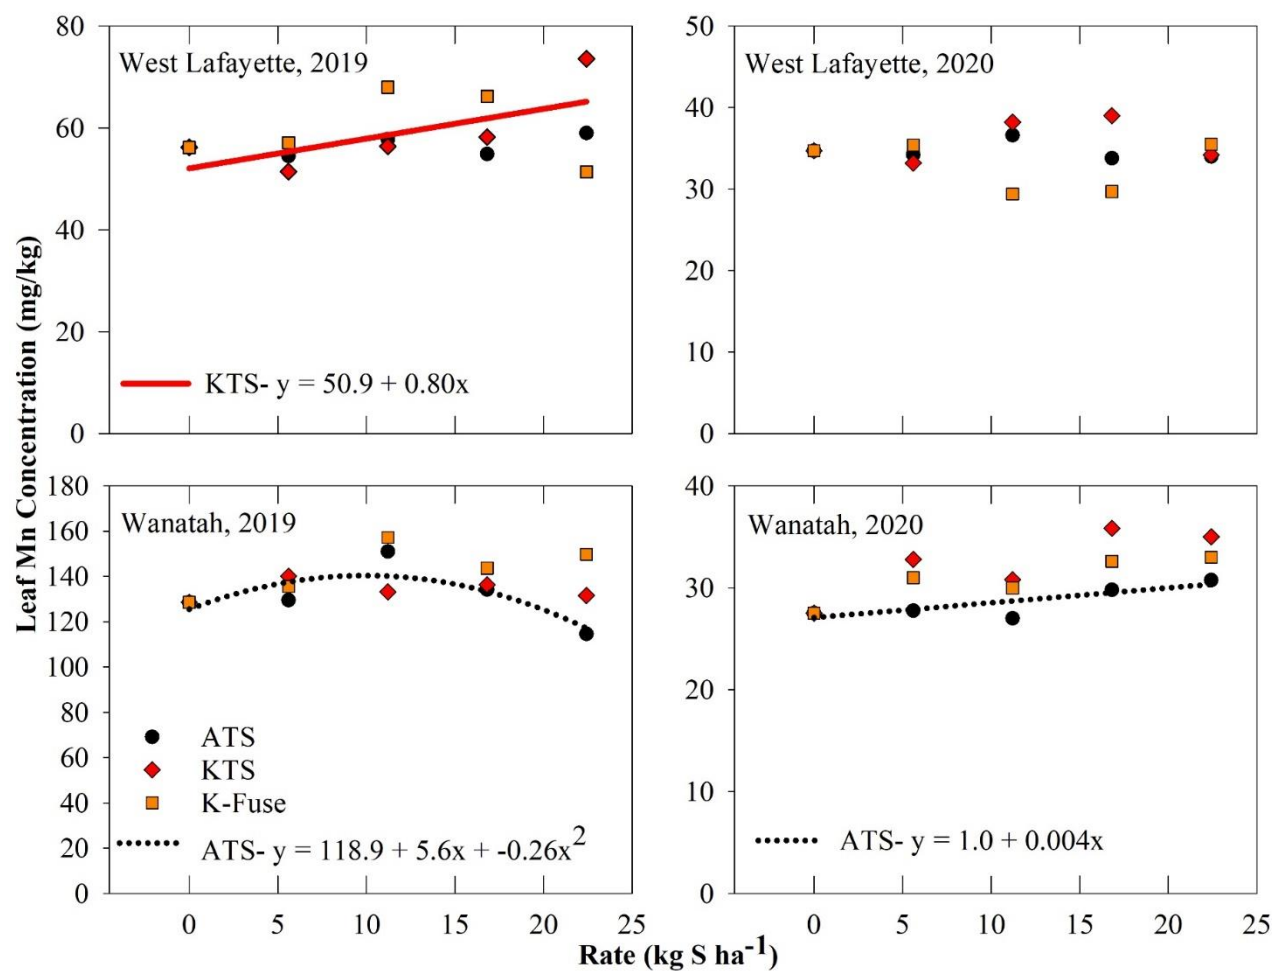 Leaf Mn Concentration (mg/kg)
West Lafayette, 2019
80
60
40
20
0
KTS- y = 50.9 + 0.80x
West Lafayette, 2020
50
40
30
20
10
0
Wanatah, 2019
180
160
140
120
100
80
60
40
20
0
ATS
KTS
K-Fuse
ATS- y = 118.9 + 5.6x + -0.26x²
0 5 10 15 20 25
Wanatah, 2020
40
30
20
10
0
ATS- y = 1.0 + 0.004x
0 5 10 15 20 25
Rate (kg S ha⁻¹)